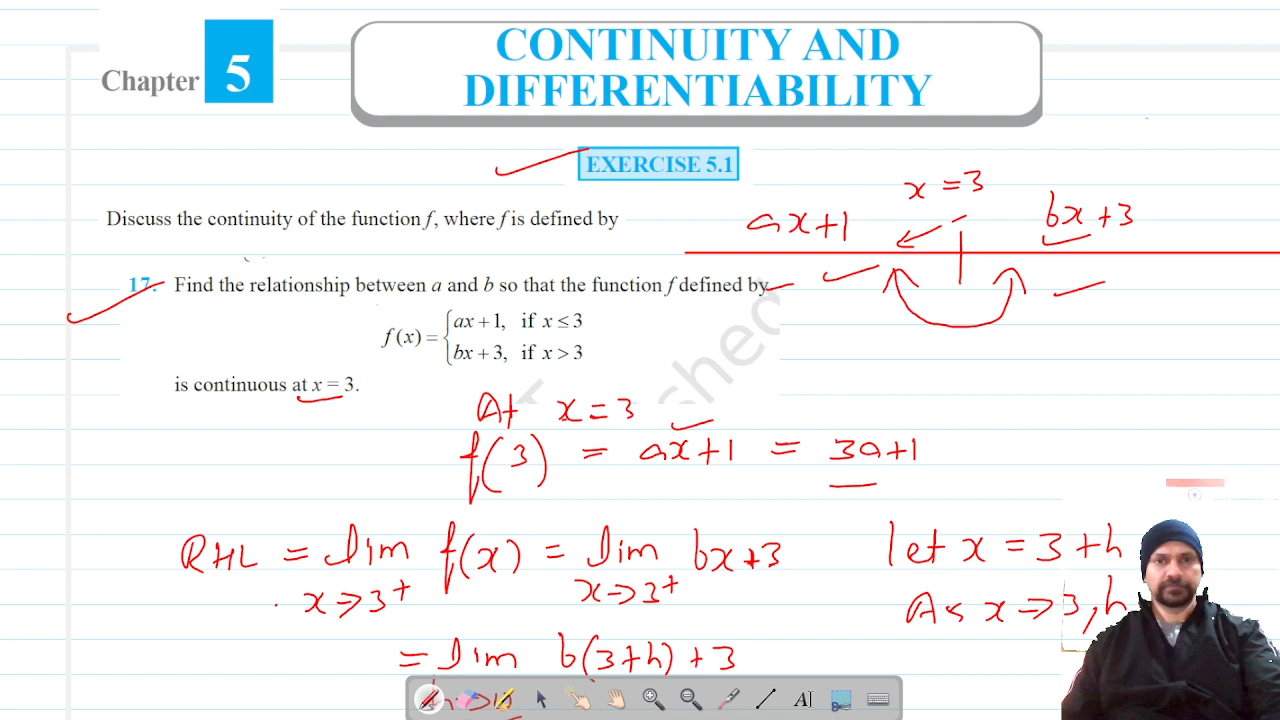 Chapter 5
CONTINUITY AND
DIFFERENTIABILITY
EXERCISE 5.1
Discuss the continuity of the function f, where f is defined by
x = 3
ax+1
bx+3
17. Find the relationship between a and b so that the function f defined by
f(x) = { ax + 1, if x ≤ 3
bx + 3, if x > 3
is continuous at x = 3.
At x = 3
f(3) = ax+1 = 3a+1
RHL = lim f(x) = lim bx+3
x→3⁺ x→3⁺
let x = 3+h
As x→3, h
= lim b(3+h) + 3